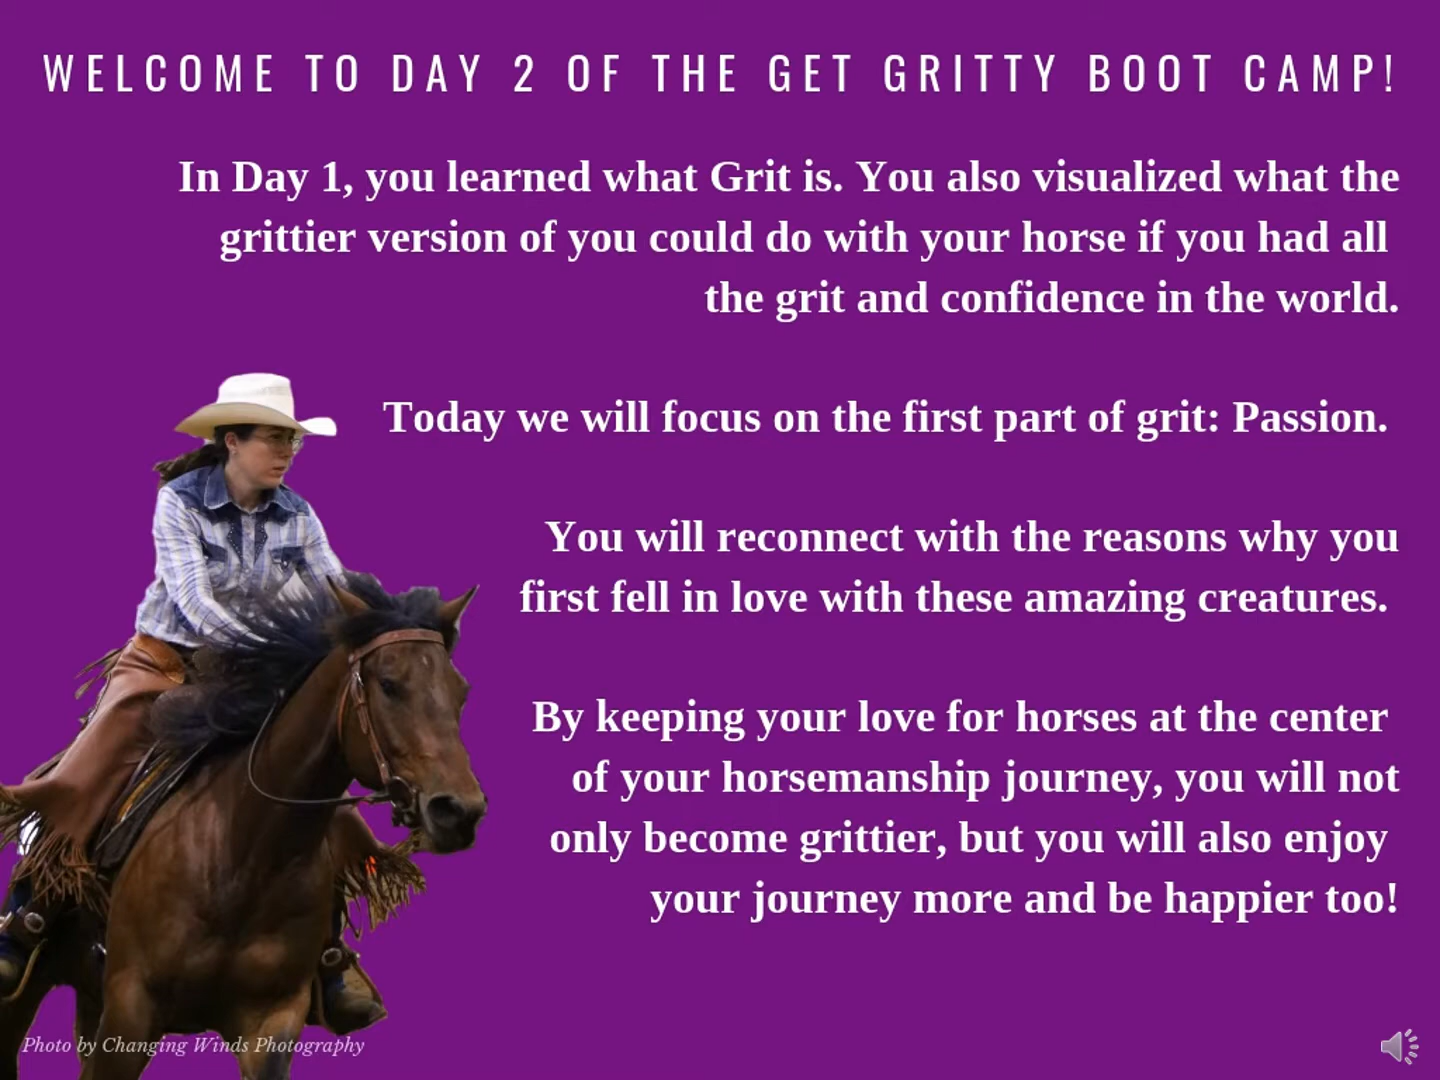 WELCOME TO DAY 2 OF THE GET GRITTY BOOT CAMP!
In Day 1, you learned what Grit is. You also visualized what the
grittier version of you could do with your horse if you had all
the grit and confidence in the world.
Today we will focus on the first part of grit: Passion.
You will reconnect with the reasons why you
first fell in love with these amazing creatures.
By keeping your love for horses at the center
of your horsemanship journey, you will not
only become grittier, but you will also enjoy
your journey more and be happier too!
Photo by Changing Winds Photography